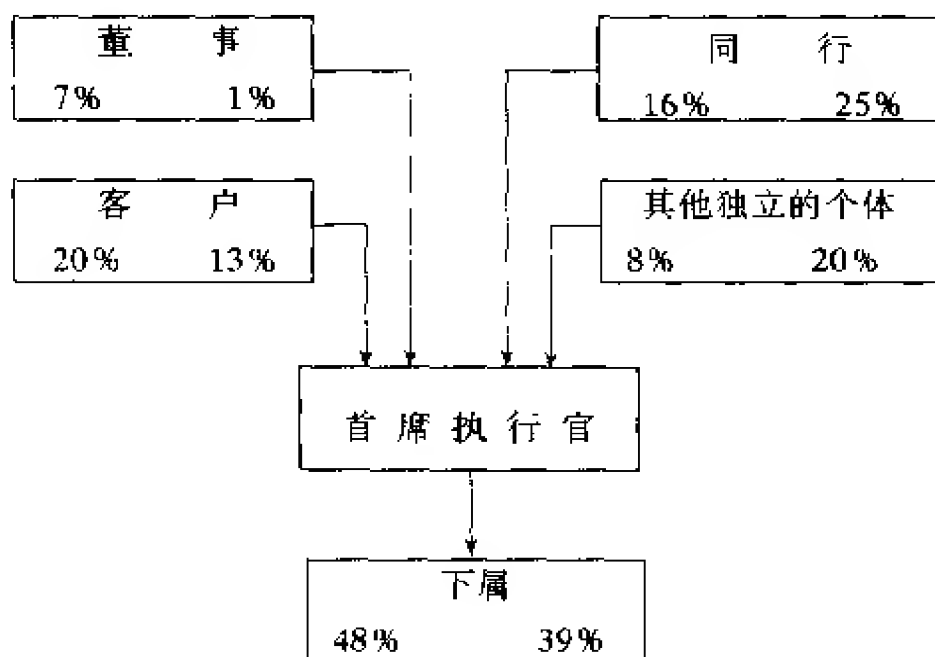 董 事
7% 1%
同 行
16% 25%
客 户
20% 13%
其他独立的个体
8% 20%
首席执行官
下属
48% 39%